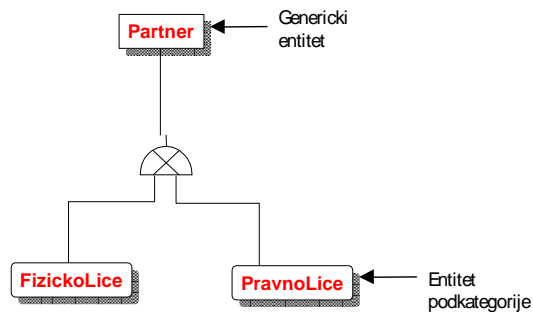 Partner
Genericki
entitet
FizickoLice
PravnoLice
Entitet
podkategorije